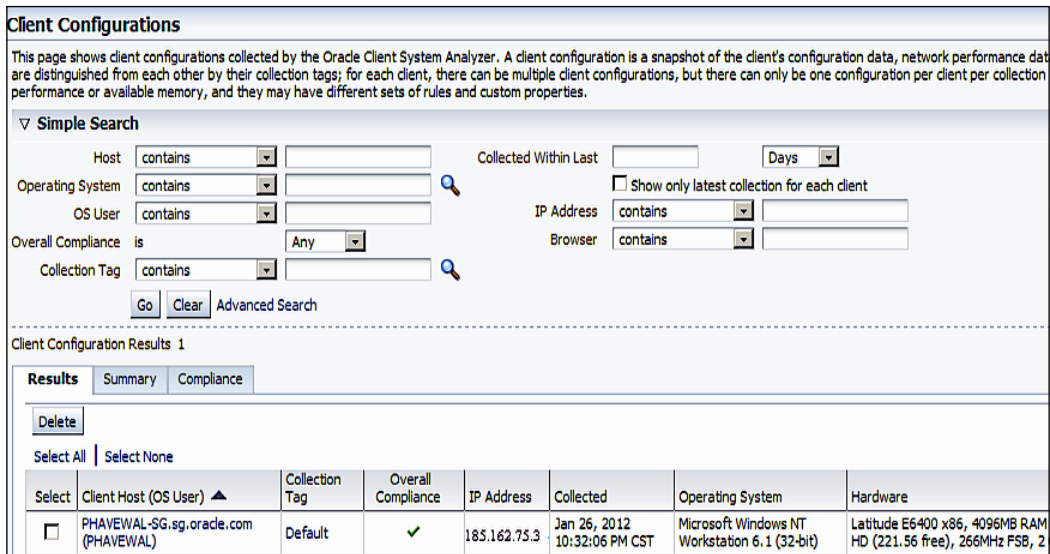 Client Configurations
This page shows client configurations collected by the Oracle Client System Analyzer. A client configuration is a snapshot of the client's configuration data, network performance dat
are distinguished from each other by their collection tags; for each client, there can be multiple client configurations, but there can only be one configuration per client per collection
performance or available memory, and they may have different sets of rules and custom properties.
Simple Search
Host contains Collected Within Last Days
Operating System contains Show only latest collection for each client
OS User contains IP Address contains
Overall Compliance is Any Browser contains
Collection Tag contains
Go Clear Advanced Search
Client Configuration Results 1
Results Summary Compliance
Delete
Select All | Select None
Select Client Host (OS User) Collection Tag Overall Compliance IP Address Collected Operating System Hardware
PHAVEWAL-SG.sg.oracle.com Default 185.162.75.3 Jan 26, 2012 Microsoft Windows NT Latitude E6400 x86, 4096MB RAM
(PHAVEWAL) 10:32:06 PM CST Workstation 6.1 (32-bit) HD (221.56 free), 266MHz FSB, 2